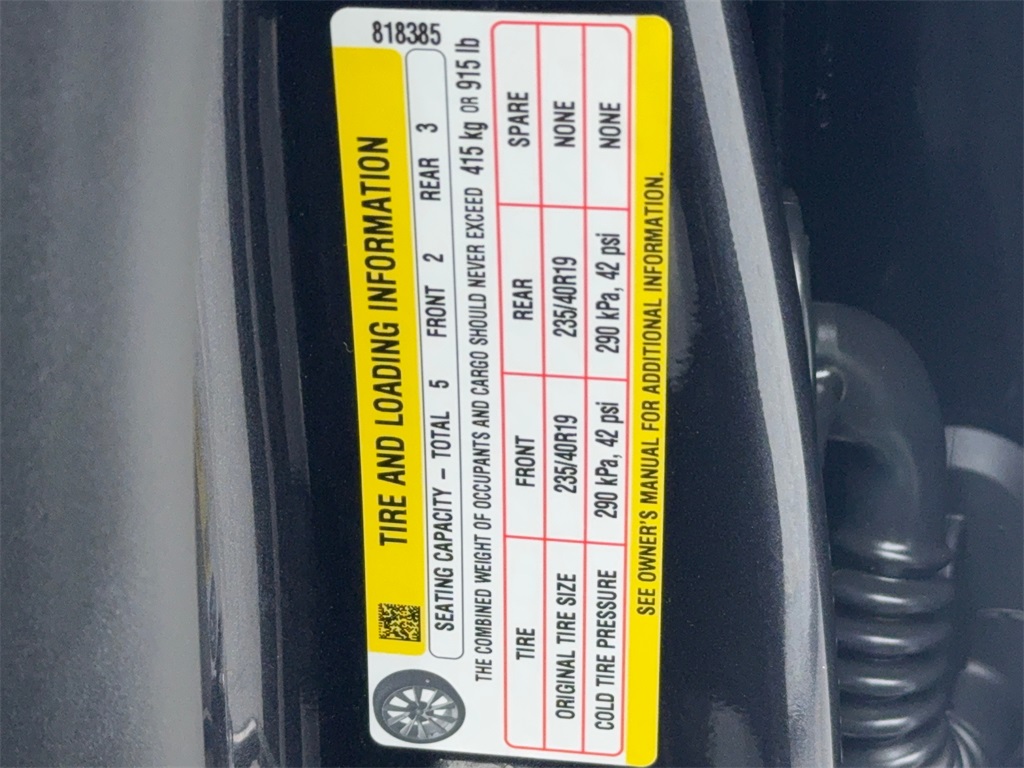 818385
TIRE AND LOADING INFORMATION
SEATING CAPACITY – TOTAL 5 FRONT 2 REAR 3
THE COMBINED WEIGHT OF OCCUPANTS AND CARGO SHOULD NEVER EXCEED 415 kg OR 915 lb
TIRE FRONT REAR SPARE
ORIGINAL TIRE SIZE 235/40R19 235/40R19 NONE
COLD TIRE PRESSURE 290 kPa, 42 psi 290 kPa, 42 psi NONE
SEE OWNER'S MANUAL FOR ADDITIONAL INFORMATION.